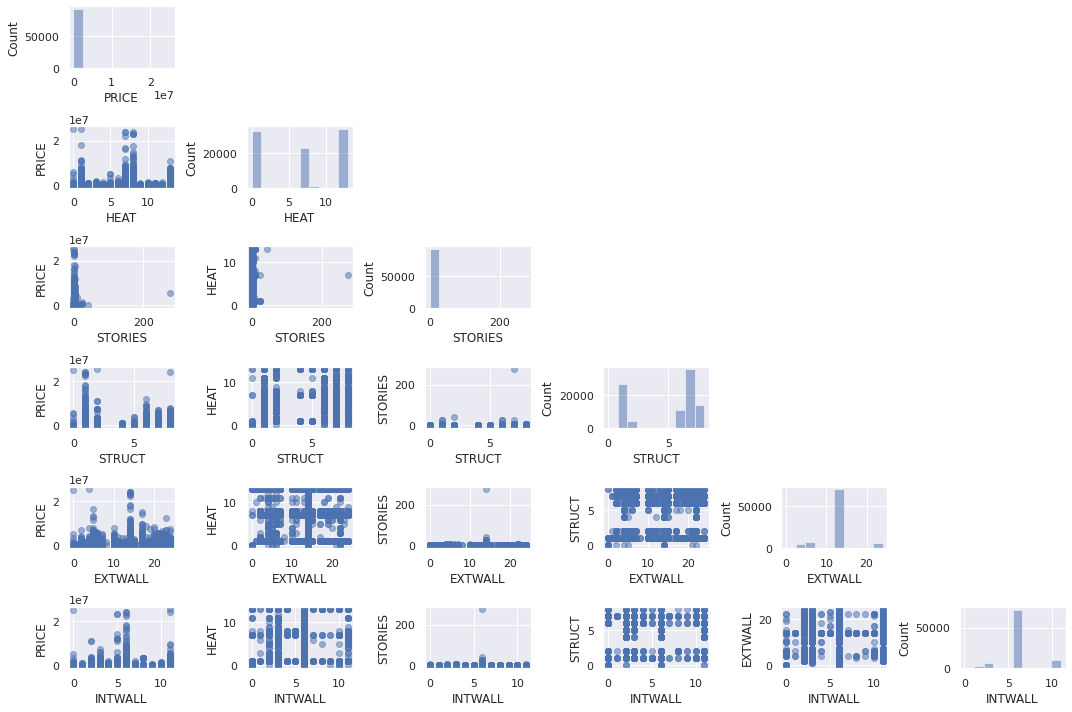 Count
50000
0
0 1 2
PRICE 1e7
1e7
PRICE
2
0
0 5 10
HEAT
Count
20000
0
0 5 10
HEAT
1e7
PRICE
2
0
0 200
STORIES
HEAT
10
0
0 200
STORIES
Count
50000
0
0 200
STORIES
1e7
PRICE
2
0
0 5
STRUCT
HEAT
10
0
0 5
STRUCT
STORIES
200
0
0 5
STRUCT
Count
20000
0
0 5
STRUCT
1e7
PRICE
2
0
0 10 20
EXTWALL
HEAT
10
0
0 10 20
EXTWALL
STORIES
200
0
0 10 20
EXTWALL
STRUCT
5
0
0 10 20
EXTWALL
Count
50000
0
0 10 20
EXTWALL
1e7
PRICE
2
0
0 5 10
INTWALL
HEAT
10
0
0 5 10
INTWALL
STORIES
200
0
0 5 10
INTWALL
STRUCT
5
0
0 5 10
INTWALL
EXTWALL
20
0
0 5 10
INTWALL
Count
50000
0
0 5 10
INTWALL